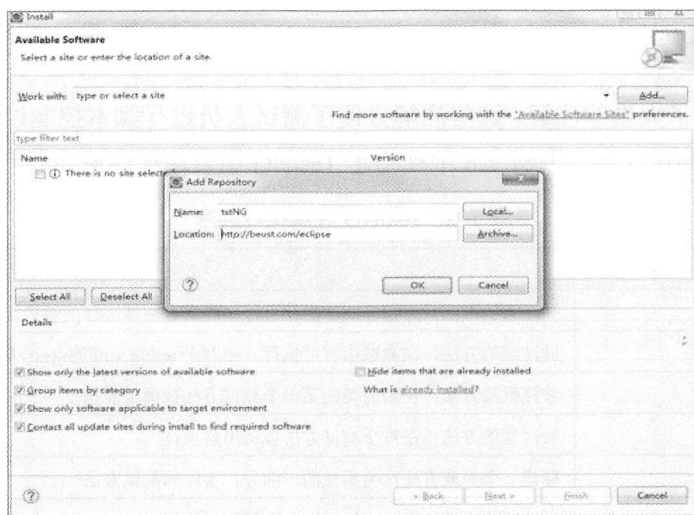 Install
Available Software
Select a site or enter the location of a site.
Work with: type or select a site
Add...
Find more software by working with the "Available Software Sites" preferences.
type filter text
Name Version
There is no site selecte
Add Repository
Name: tstNG
Local...
Location: http://beust.com/eclipse
Archive...
OK Cancel
Select All Deselect All
Details
Show only the latest versions of available software
Hide items that are already installed
Group items by category
What is already installed?
Show only software applicable to target environment
Contact all update sites during install to find required software
< Back Next > Finish Cancel